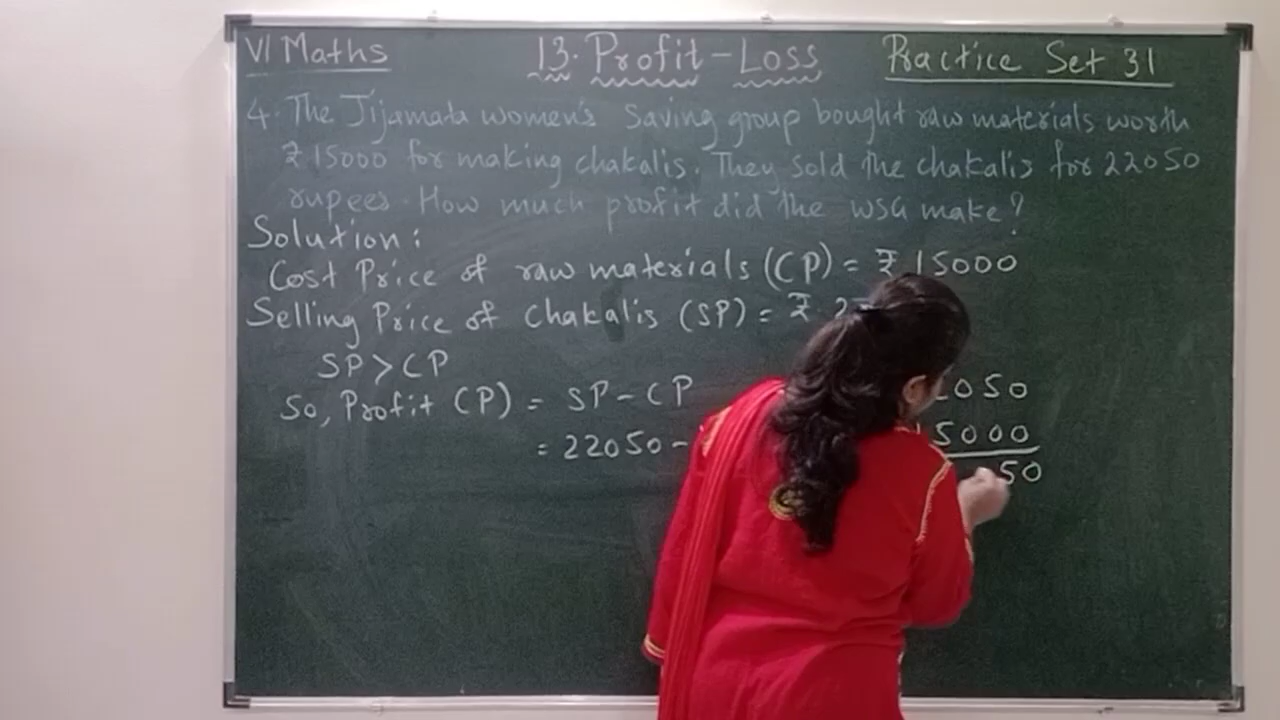 VI Maths 13. Profit - Loss Practice Set 31
4. The Jijamata women's saving group bought raw materials worth
₹ 15000 for making chakalis. They sold the chakalis for 22050
rupees. How much profit did the WSG make?
Solution:
Cost Price of raw materials (CP) = ₹ 15000
Selling Price of chakalis (SP) = ₹ 2
SP > CP
So, Profit (P) = SP - CP
2050
= 22050 -
15000
50